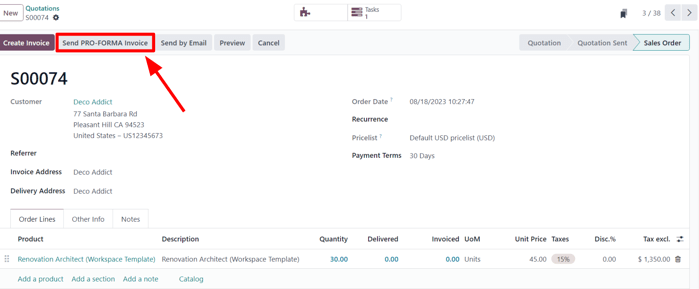 New
Quotations
S00074
Tasks
1
3 / 38
Create Invoice
Send PRO-FORMA Invoice
Send by Email
Preview
Cancel
Quotation
Quotation Sent
Sales Order
S00074
Customer
Deco Addict
77 Santa Barbara Rd
Pleasant Hill CA 94523
United States – US12345673
Referrer
Invoice Address
Deco Addict
Delivery Address
Deco Addict
Order Date ?
08/18/2023 10:27:47
Recurrence
Pricelist ?
Default USD pricelist (USD)
Payment Terms
30 Days
Order Lines
Other Info
Notes
Product Description Quantity Delivered Invoiced UoM Unit Price Taxes Disc.% Tax excl.
Renovation Architect (Workspace Template) Renovation Architect (Workspace Template) 30.00 0.00 0.00 Units 45.00 15% 0.00 $ 1,350.00
Add a product Add a section Add a note Catalog